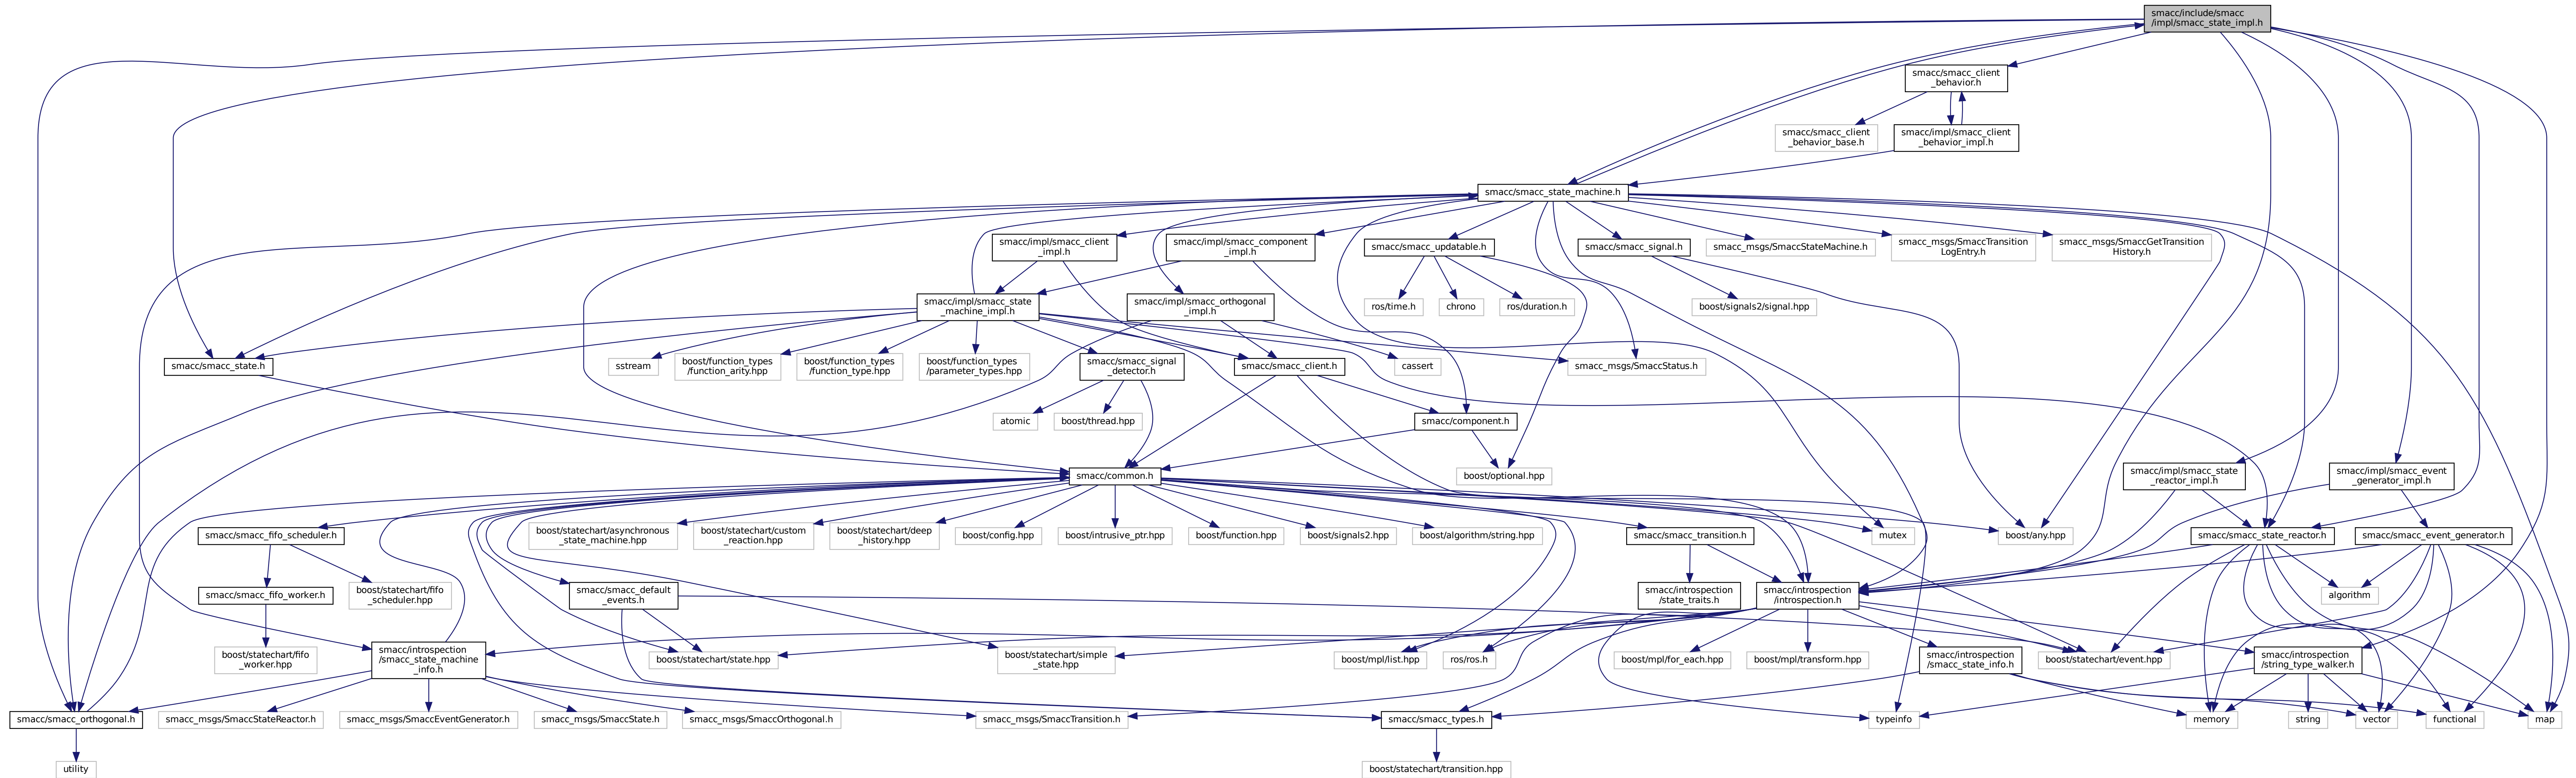 smacc/include/smacc
/impl/smacc_state_impl.h
smacc/smacc_client
_behavior.h
smacc/smacc_client
_behavior_base.h
smacc/impl/smacc_client
_behavior_impl.h
smacc/smacc_state_machine.h
smacc/impl/smacc_client
_impl.h
smacc/impl/smacc_component
_impl.h
smacc/smacc_updatable.h
smacc/smacc_signal.h
smacc_msgs/SmaccStateMachine.h
smacc_msgs/SmaccTransition
LogEntry.h
smacc_msgs/SmaccGetTransition
History.h
smacc/impl/smacc_state
_machine_impl.h
smacc/impl/smacc_orthogonal
_impl.h
ros/time.h
chrono
ros/duration.h
boost/signals2/signal.hpp
smacc/smacc_state.h
sstream
boost/function_types
/function_arity.hpp
boost/function_types
/function_type.hpp
boost/function_types
/parameter_types.hpp
smacc/smacc_signal
_detector.h
smacc/smacc_client.h
cassert
smacc_msgs/SmaccStatus.h
atomic
boost/thread.hpp
smacc/component.h
smacc/common.h
boost/optional.hpp
smacc/impl/smacc_state
_reactor_impl.h
smacc/impl/smacc_event
_generator_impl.h
smacc/smacc_fifo_scheduler.h
boost/statechart/asynchronous
_state_machine.hpp
boost/statechart/custom
_reaction.hpp
boost/statechart/deep
_history.hpp
boost/config.hpp
boost/intrusive_ptr.hpp
boost/function.hpp
boost/signals2.hpp
boost/algorithm/string.hpp
smacc/smacc_transition.h
mutex
boost/any.hpp
smacc/smacc_state_reactor.h
smacc/smacc_event_generator.h
smacc/smacc_fifo_worker.h
boost/statechart/fifo
_scheduler.hpp
smacc/smacc_default
_events.h
smacc/introspection
/state_traits.h
smacc/introspection
/introspection.h
algorithm
boost/statechart/fifo
_worker.hpp
smacc/introspection
/smacc_state_machine
_info.h
boost/statechart/state.hpp
boost/statechart/simple
_state.hpp
boost/mpl/list.hpp
ros/ros.h
boost/mpl/for_each.hpp
boost/mpl/transform.hpp
smacc/introspection
/smacc_state_info.h
boost/statechart/event.hpp
smacc/introspection
/string_type_walker.h
smacc/smacc_orthogonal.h
smacc_msgs/SmaccStateReactor.h
smacc_msgs/SmaccEventGenerator.h
smacc_msgs/SmaccState.h
smacc_msgs/SmaccOrthogonal.h
smacc_msgs/SmaccTransition.h
smacc/smacc_types.h
typeinfo
memory
string
vector
functional
map
utility
boost/statechart/transition.hpp